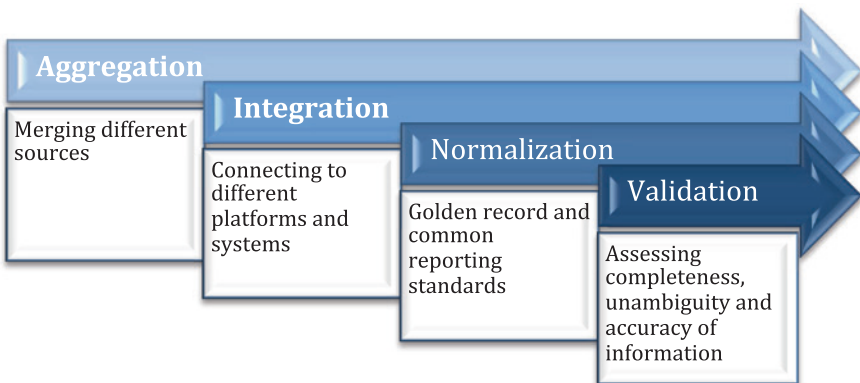 Aggregation
Merging different
sources
Integration
Connecting to
different
platforms and
systems
Normalization
Golden record and
common
reporting
standards
Validation
Assessing
completeness,
unambiguity and
accuracy of
information